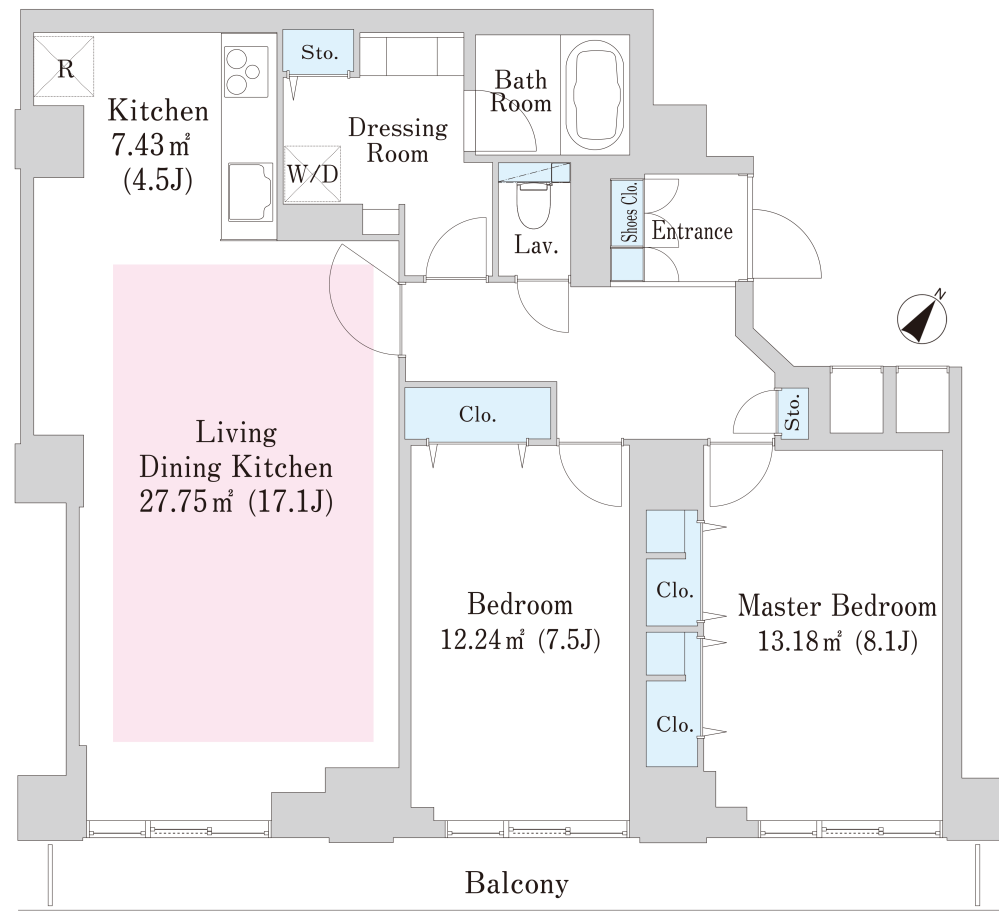 R
Kitchen
7.43㎡
(4.5J)
Sto.
Dressing
Room
W/D
Bath
Room
Lav.
Shoes Clo.
Entrance
N
Living
Dining Kitchen
27.75㎡ (17.1J)
Clo.
Sto.
Bedroom
12.24㎡ (7.5J)
Clo.
Clo.
Master Bedroom
13.18㎡ (8.1J)
Balcony